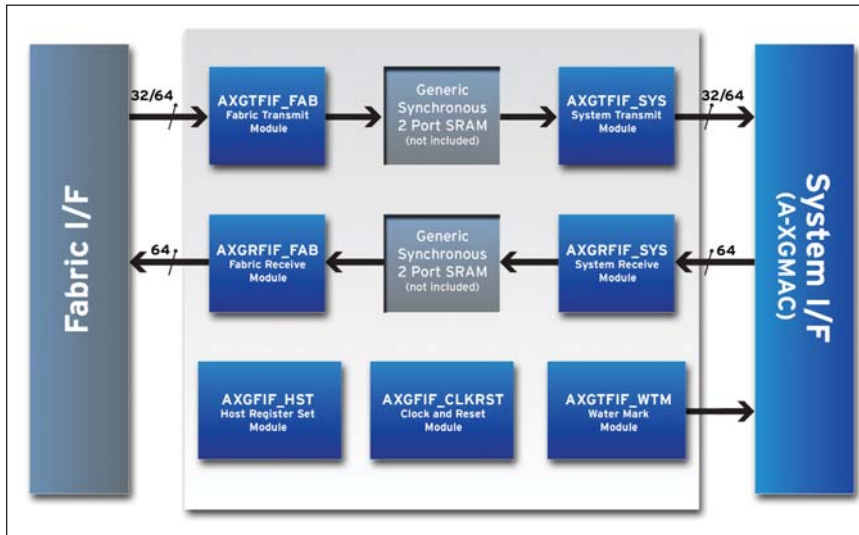 Fabric I/F
32/64
AXGTFIF_FAB
Fabric Transmit
Module
Generic
Synchronous
2 Port SRAM
(not included)
AXGTFIF_SYS
System Transmit
Module
32/64
64
AXGRFIF_FAB
Fabric Receive
Module
Generic
Synchronous
2 Port SRAM
(not included)
AXGRFIF_SYS
System Receive
Module
64
AXGFIF_HST
Host Register Set
Module
AXGFIF_CLKRST
Clock and Reset
Module
AXGTFIF_WTM
Water Mark
Module
System I/F
(A-XGMAC)